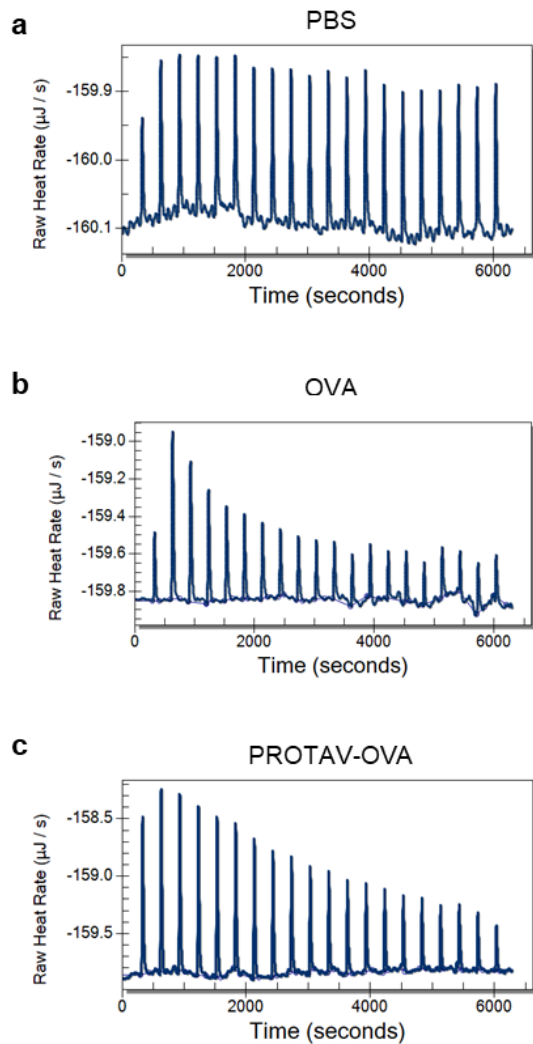 a
PBS
Raw Heat Rate (µJ / s)
-159.9
-160.0
-160.1
0
2000
4000
6000
Time (seconds)
b
OVA
Raw Heat Rate (µJ / s)
-159.0
-159.2
-159.4
-159.6
-159.8
0
2000
4000
6000
Time (seconds)
c
PROTAV-OVA
Raw Heat Rate (µJ / s)
-158.5
-159.0
-159.5
0
2000
4000
6000
Time (seconds)